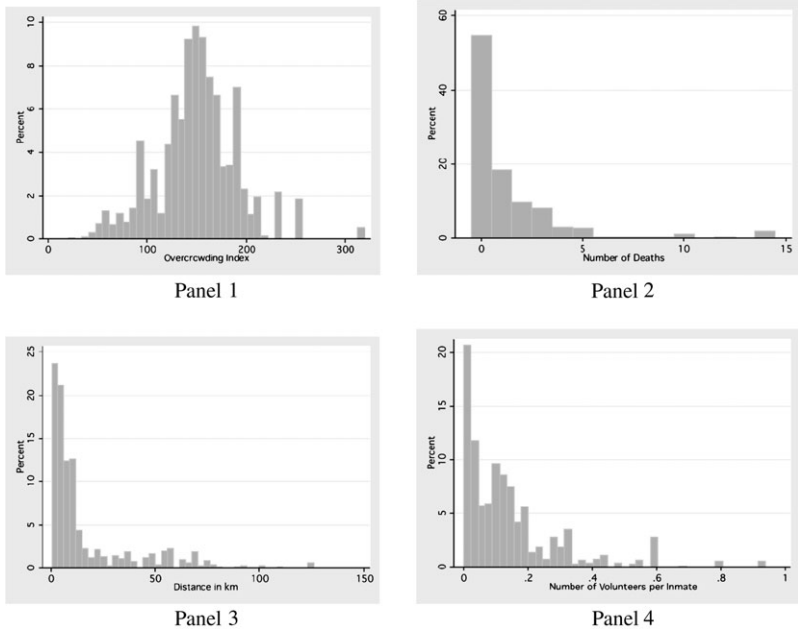 Percent
0 2 4 6 8 10
0 100 200 300
Overcrowding Index
Panel 1
Percent
0 20 40 60
0 5 10 15
Number of Deaths
Panel 2
Percent
0 5 10 15 20 25
0 50 100 150
Distance in km
Panel 3
Percent
0 5 10 15 20
0 .2 .4 .6 .8 1
Number of Volunteers per Inmate
Panel 4